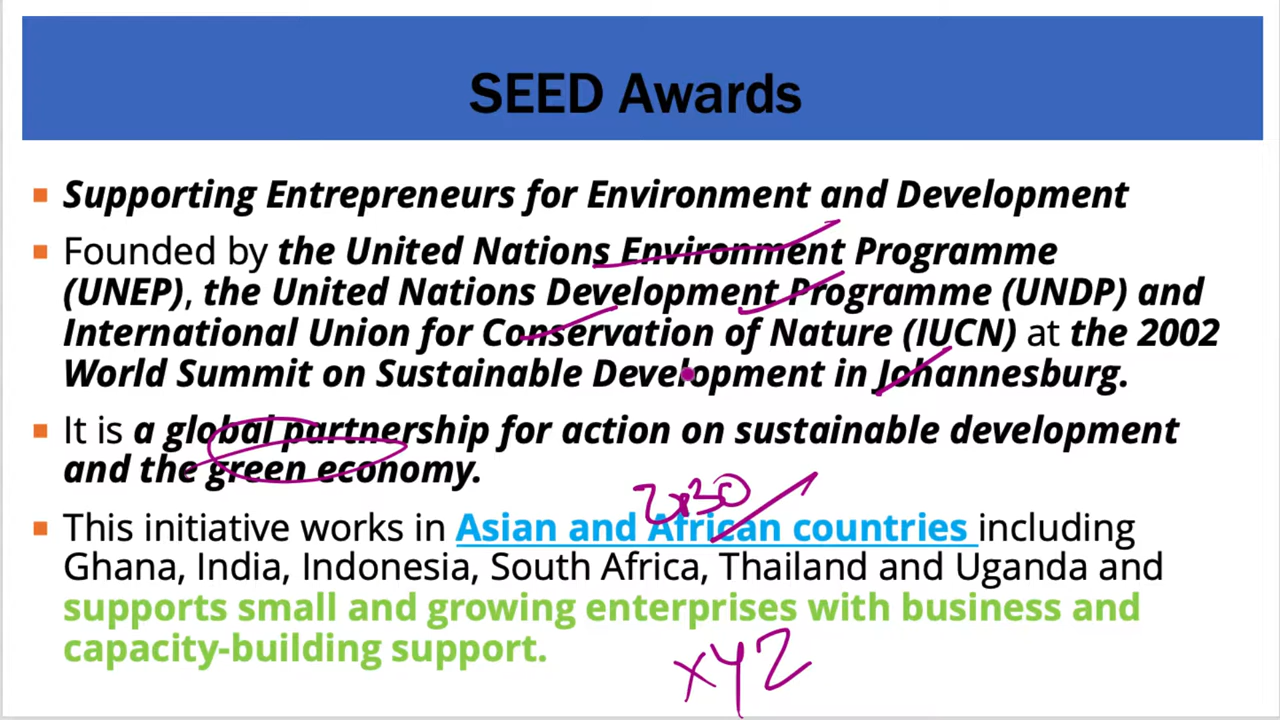 SEED Awards
Supporting Entrepreneurs for Environment and Development
Founded by the United Nations Environment Programme
(UNEP), the United Nations Development Programme (UNDP) and
International Union for Conservation of Nature (IUCN) at the 2002
World Summit on Sustainable Development in Johannesburg.
It is a global partnership for action on sustainable development
and the green economy.
2030
This initiative works in Asian and African countries including
Ghana, India, Indonesia, South Africa, Thailand and Uganda and
supports small and growing enterprises with business and
capacity-building support.
XYZ